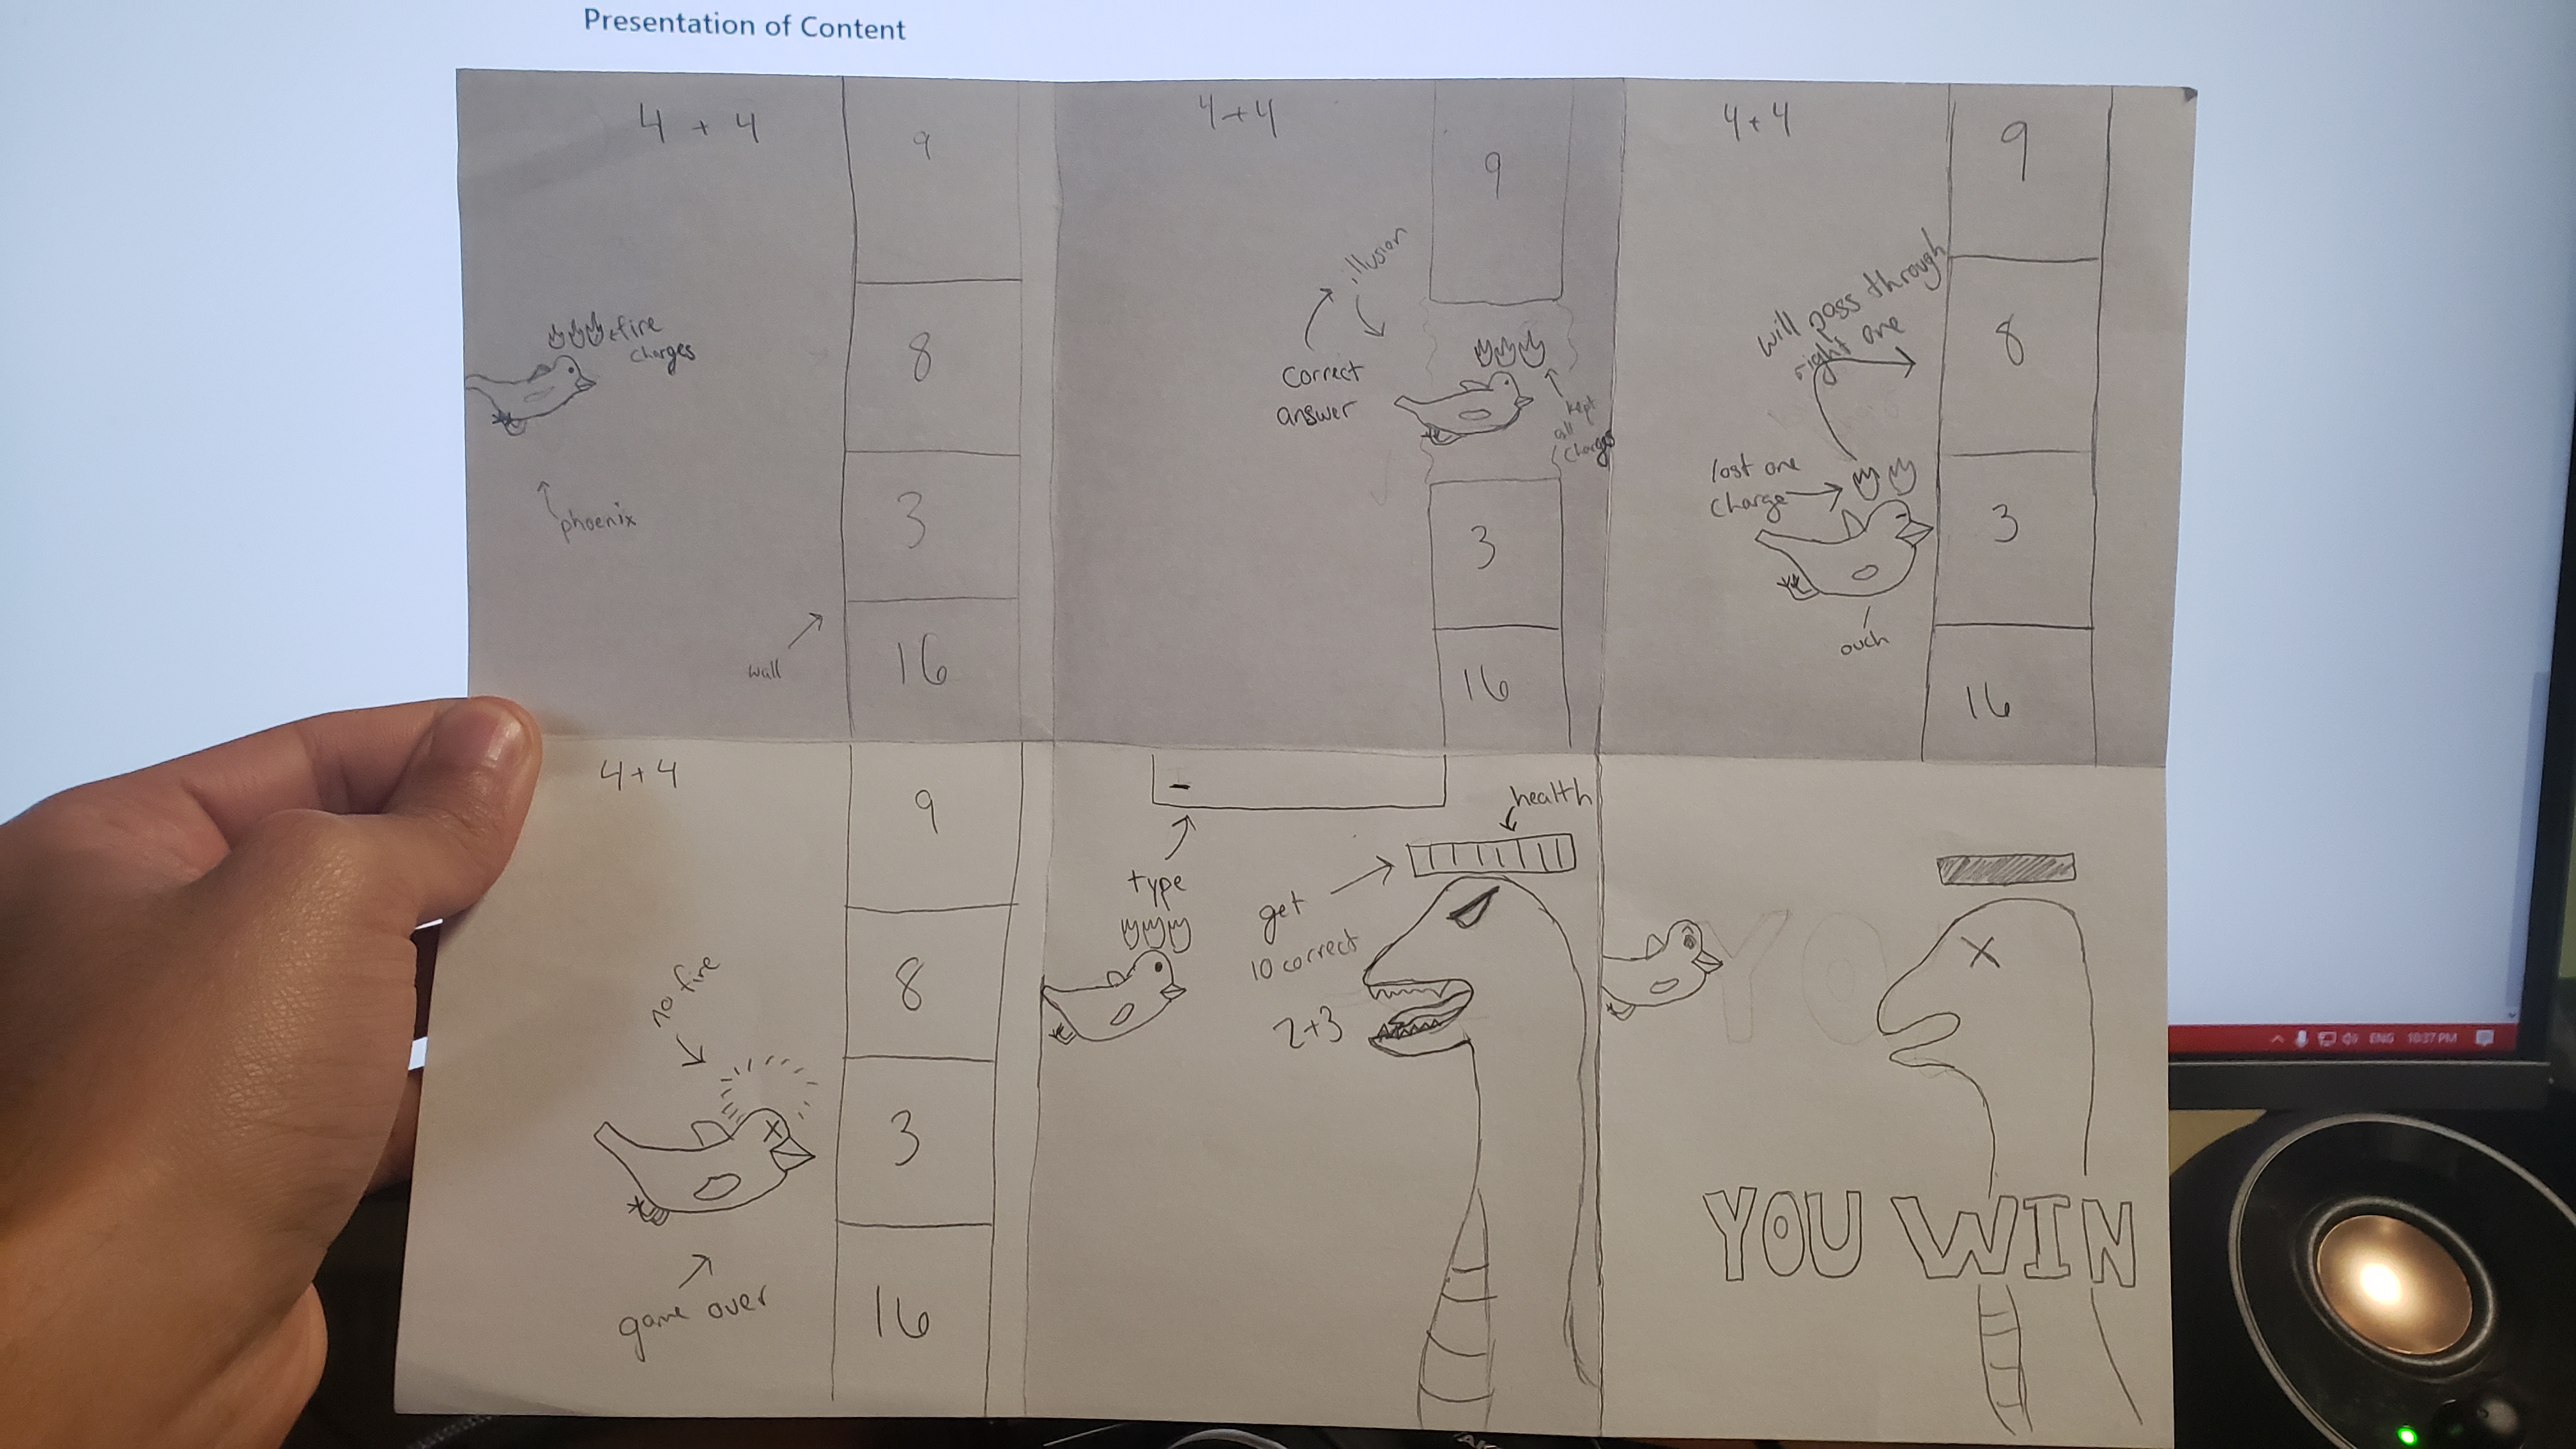 Presentation of Content
4 + 4
9
8
3
16
fire
charges
phoenix
wall
4+4
9
3
16
illusion
correct
answer
kept
all
charges
4+4
9
8
3
16
will pass through
right one
lost one
charge
ouch
4+4
9
8
3
16
no fire
game over
-
type
health
get
10 correct
2+3
YO
YOU WIN
ENG
10:37 PM